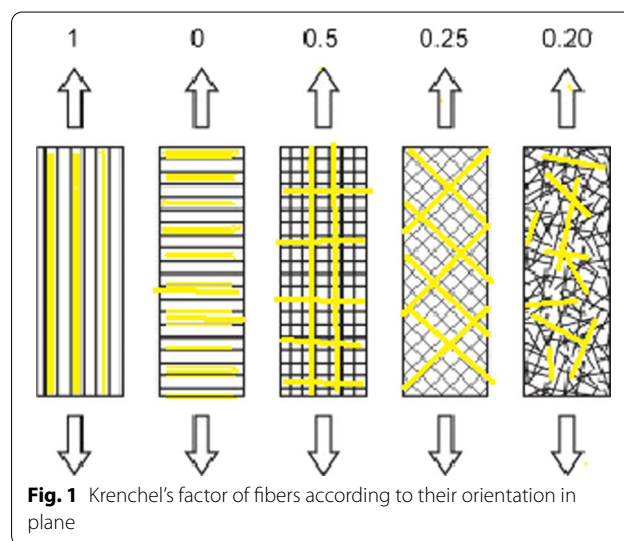 1 0 0.5 0.25 0.20
Fig. 1 Krenchel's factor of fibers according to their orientation in
plane